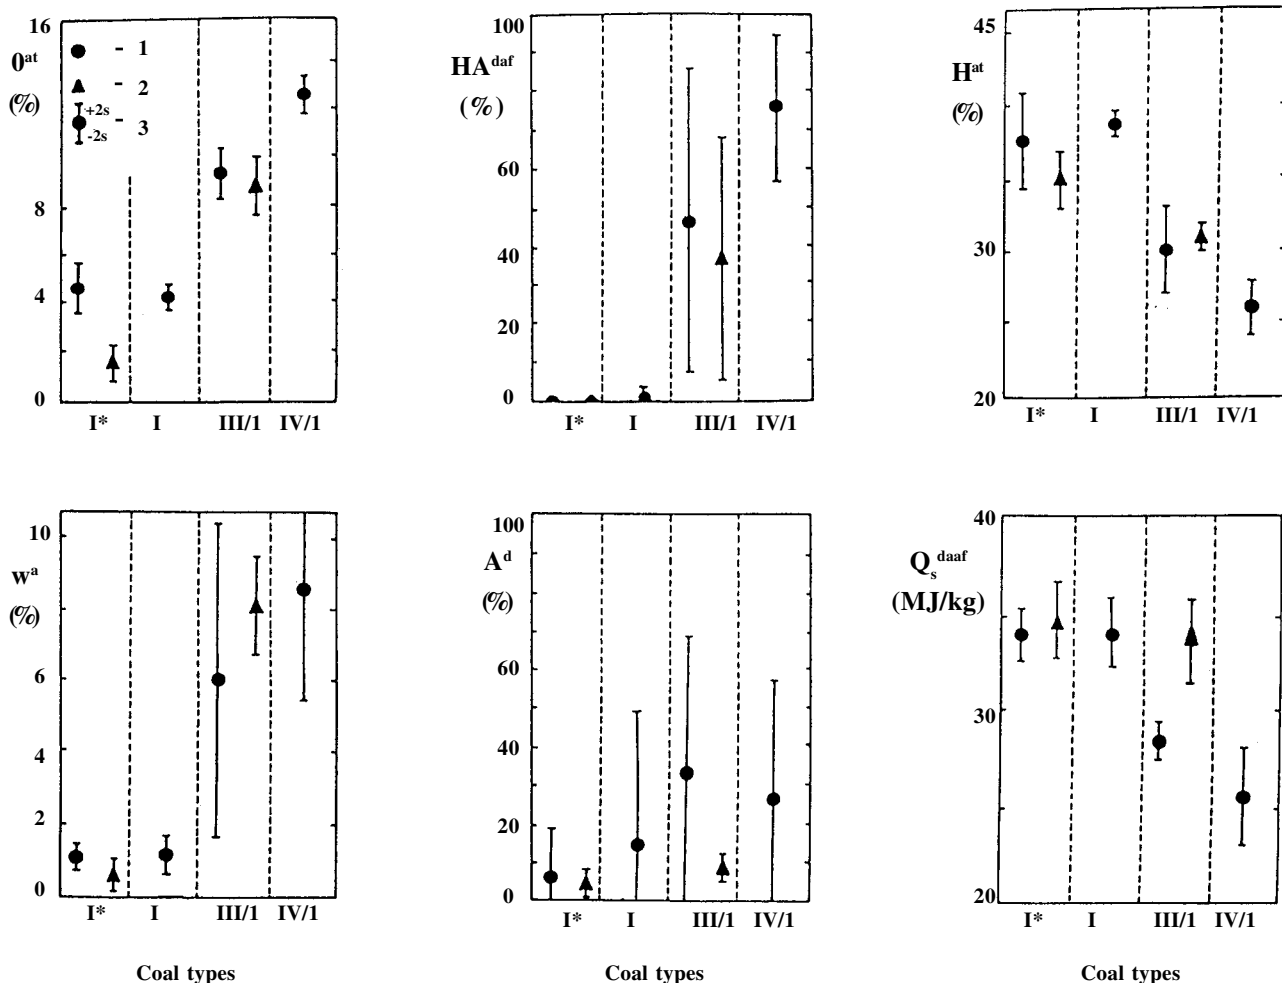 16
0ᵃᵗ
(%)
- 1
- 2
+2s
-2s
- 3
8
4
0
I* I III/1 IV/1
100
HAᵈᵃᶠ
(%)
80
60
40
20
0
I* I III/1 IV/1
45
Hᵃᵗ
(%)
30
20
I* I III/1 IV/1
10
wᵃ
(%)
8
6
4
2
0
I* I III/1 IV/1
Coal types
100
Aᵈ
(%)
80
60
40
20
0
I* I III/1 IV/1
Coal types
40
Qₛᵈᵃᵃᶠ
(MJ/kg)
30
20
I* I III/1 IV/1
Coal types